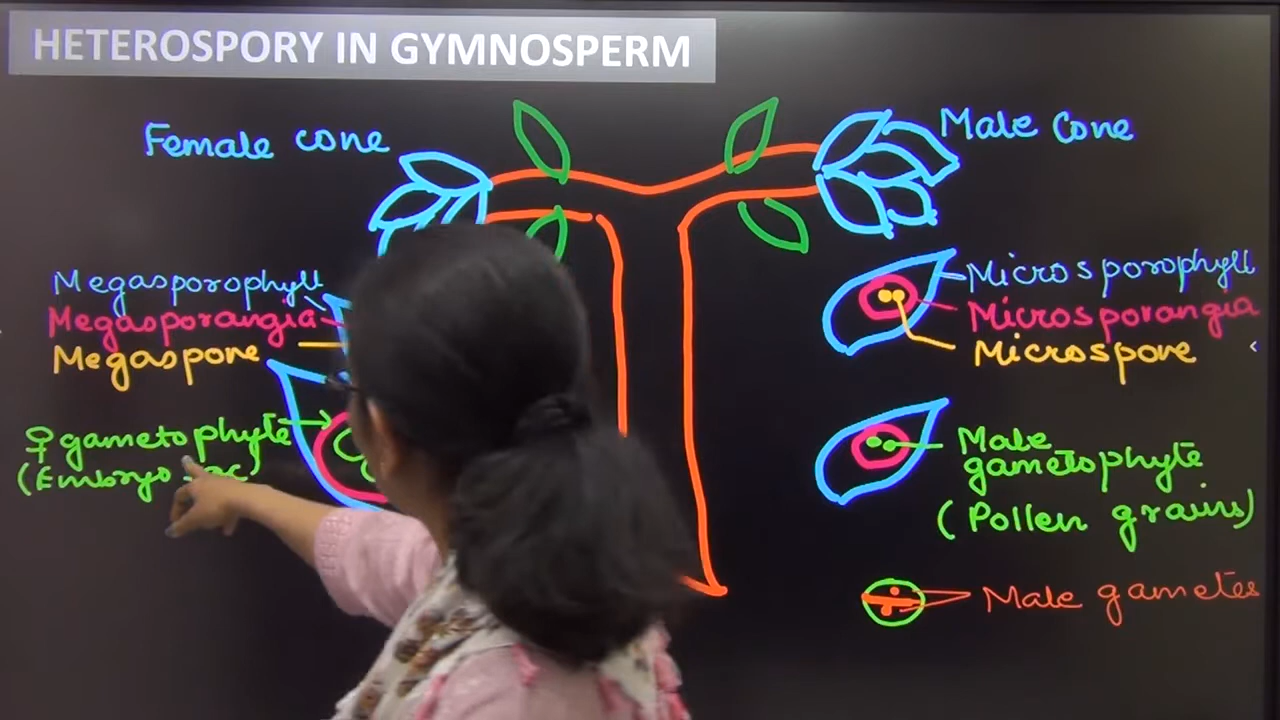 HETEROSPORY IN GYMNOSPERM
Female cone
Male Cone
Megasporophyll
Megasporangia
Megaspore
♀ gametophyte
(Embryo
Microsporophyll
Microsporangia
Microspore
Male
gametophyte
(Pollen grains)
Male gametes